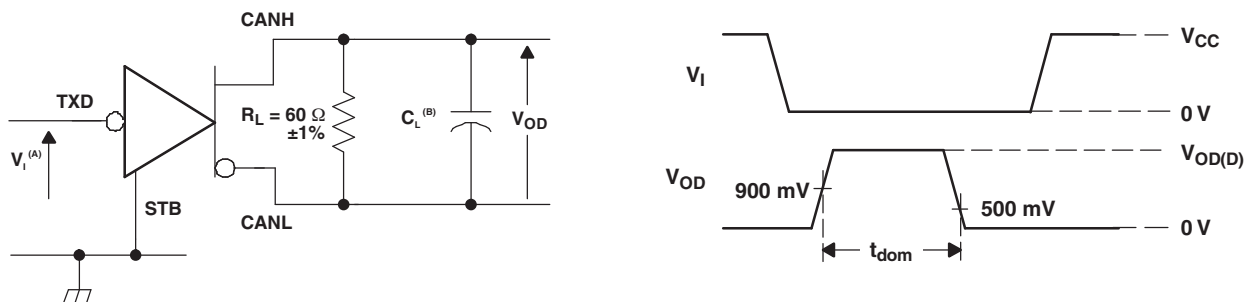 CANH
TXD
R_L = 60 Ω
±1%
C_L (B)
V_OD
V_I (A)
STB
CANL
V_I
V_CC
0 V
V_OD
900 mV
V_OD(D)
500 mV
0 V
t_dom